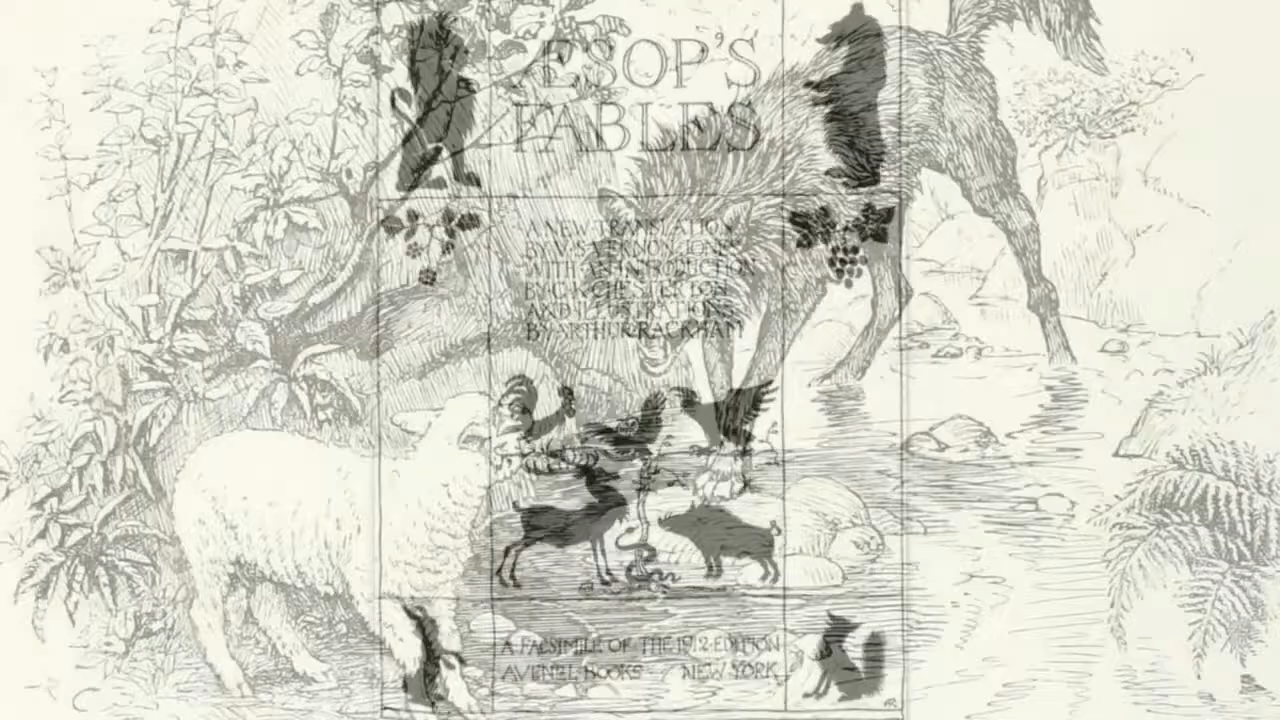 ÆSOP'S
FABLES
A NEW TRANSLATION
BY V·S·VERNON JONES
WITH AN INTRODUCTION
BY G·K·CHESTERTON
AND ILLUSTRATIONS
BY ARTHUR RACKHAM
A FACSIMILE OF THE 1912 EDITION
AVENEL BOOKS · NEW YORK
AR